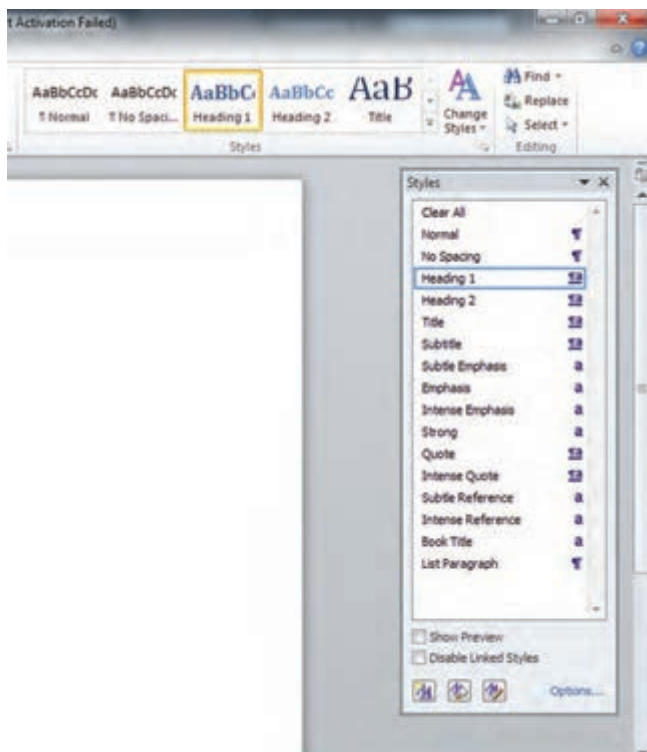 t Activation Failed)
AaBbCcDc AaBbCcDc AaBbC AaBbCc AaB
¶ Normal ¶ No Spaci... Heading 1 Heading 2 Title
Change Styles
Find
Replace
Select
Styles
Editing
Styles
Clear All
Normal ¶
No Spacing ¶
Heading 1 ¶a
Heading 2 ¶a
Title ¶a
Subtitle ¶a
Subtle Emphasis a
Emphasis a
Intense Emphasis a
Strong a
Quote ¶a
Intense Quote ¶a
Subtle Reference a
Intense Reference a
Book Title a
List Paragraph ¶
Show Preview
Disable Linked Styles
Options...